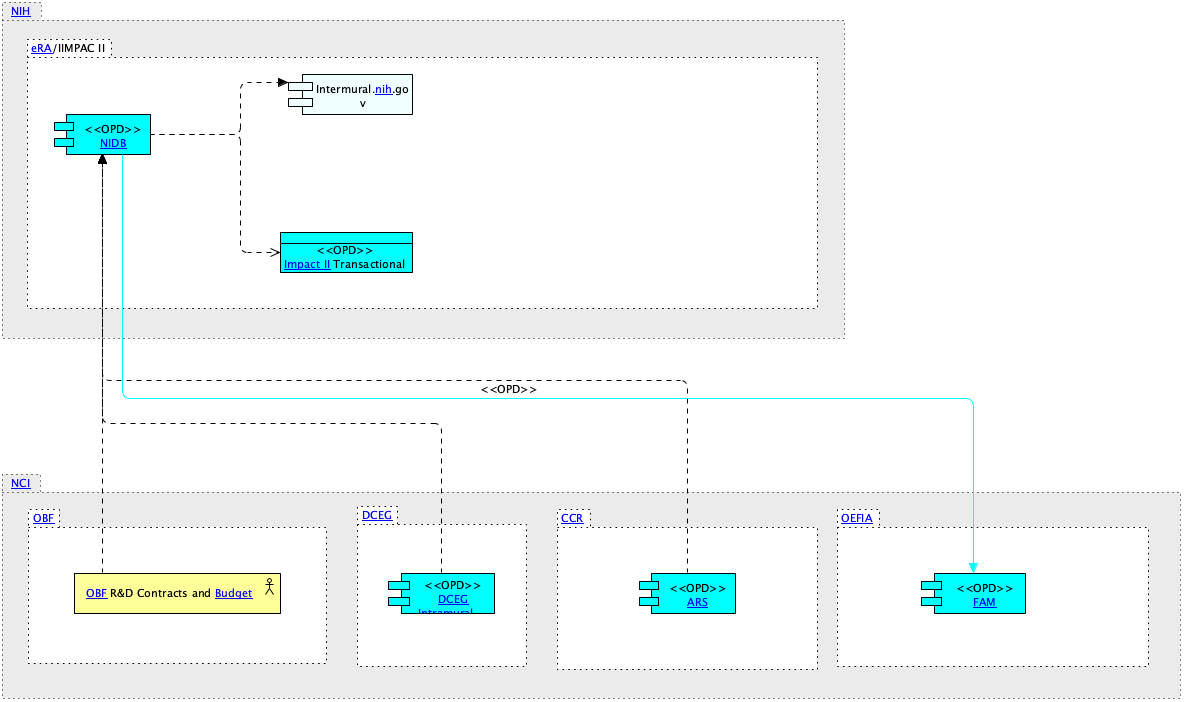 NIH
eRA/IIMPAC II
Intermural.nih.go
v
<<OPD>>
NIDB
<<OPD>>
Impact II Transactional
<<OPD>>
NCI
OBF
DCEG
CCR
OEFIA
OBF R&D Contracts and Budget
<<OPD>>
DCEG
Intramural
<<OPD>>
ARS
<<OPD>>
FAM